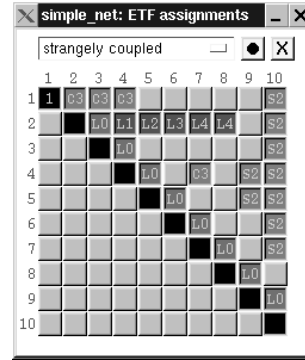 simple_net: ETF assignments
strangely coupled X
1 2 3 4 5 6 7 8 9 10
1 1 C3 C3 C3 S2
2 L0 L1 L2 L3 L4 L4 S2
3 L0 S2
4 L0 C3 S2 S2
5 L0 S2 S2
6 L0 S2
7 L0 S2
8 L0
9 L0
10